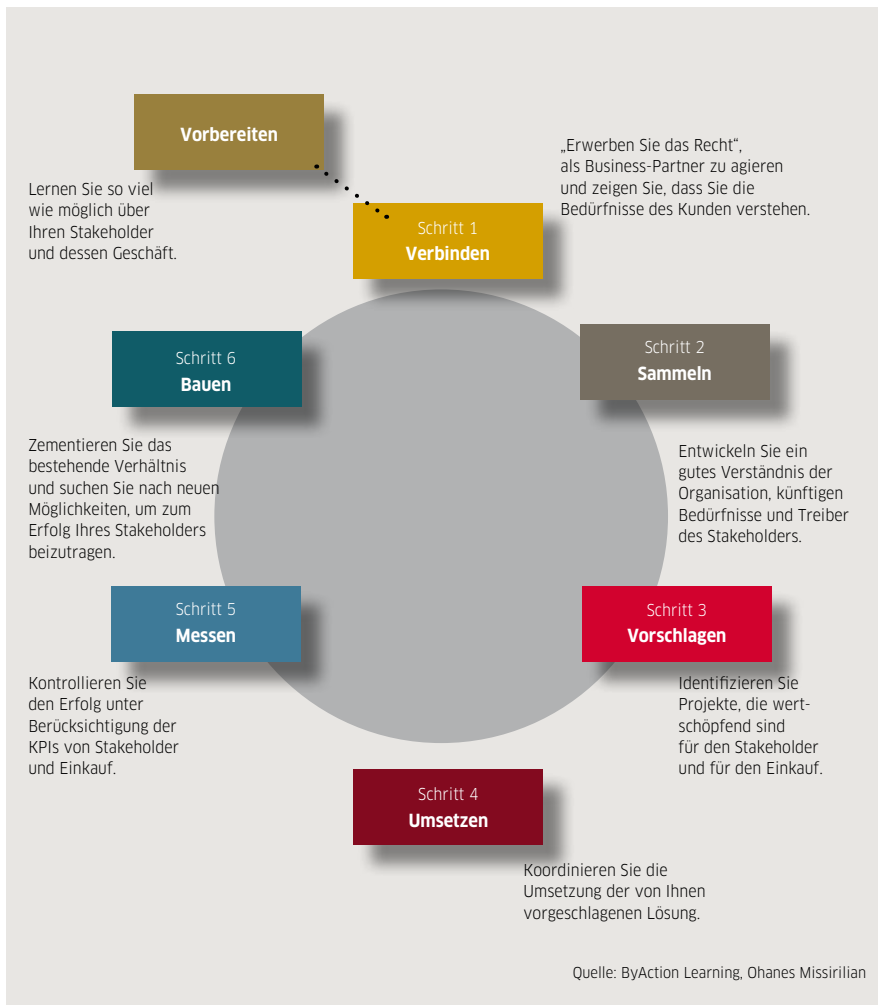 Vorbereiten
Lernen Sie so viel
wie möglich über
Ihren Stakeholder
und dessen Geschäft.
Schritt 1
Verbinden
„Erwerben Sie das Recht“,
als Business-Partner zu agieren
und zeigen Sie, dass Sie die
Bedürfnisse des Kunden verstehen.
Schritt 2
Sammeln
Entwickeln Sie ein
gutes Verständnis der
Organisation, künftigen
Bedürfnisse und Treiber
des Stakeholders.
Schritt 3
Vorschlagen
Identifizieren Sie
Projekte, die wert-
schöpfend sind
für den Stakeholder
und für den Einkauf.
Schritt 4
Umsetzen
Koordinieren Sie die
Umsetzung der von Ihnen
vorgeschlagenen Lösung.
Schritt 5
Messen
Kontrollieren Sie
den Erfolg unter
Berücksichtigung der
KPIs von Stakeholder
und Einkauf.
Schritt 6
Bauen
Zementieren Sie das
bestehende Verhältnis
und suchen Sie nach neuen
Möglichkeiten, um zum
Erfolg Ihres Stakeholders
beizutragen.
Quelle: ByAction Learning, Ohanes Missirilian